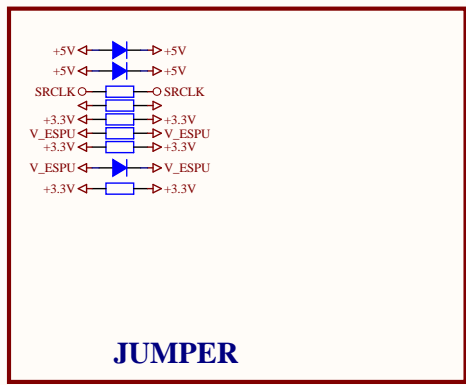 +5V +5V
+5V +5V
SRCLK SRCLK
+3.3V +3.3V
V_ESPU V_ESPU
+3.3V +3.3V
V_ESPU V_ESPU
+3.3V +3.3V
JUMPER